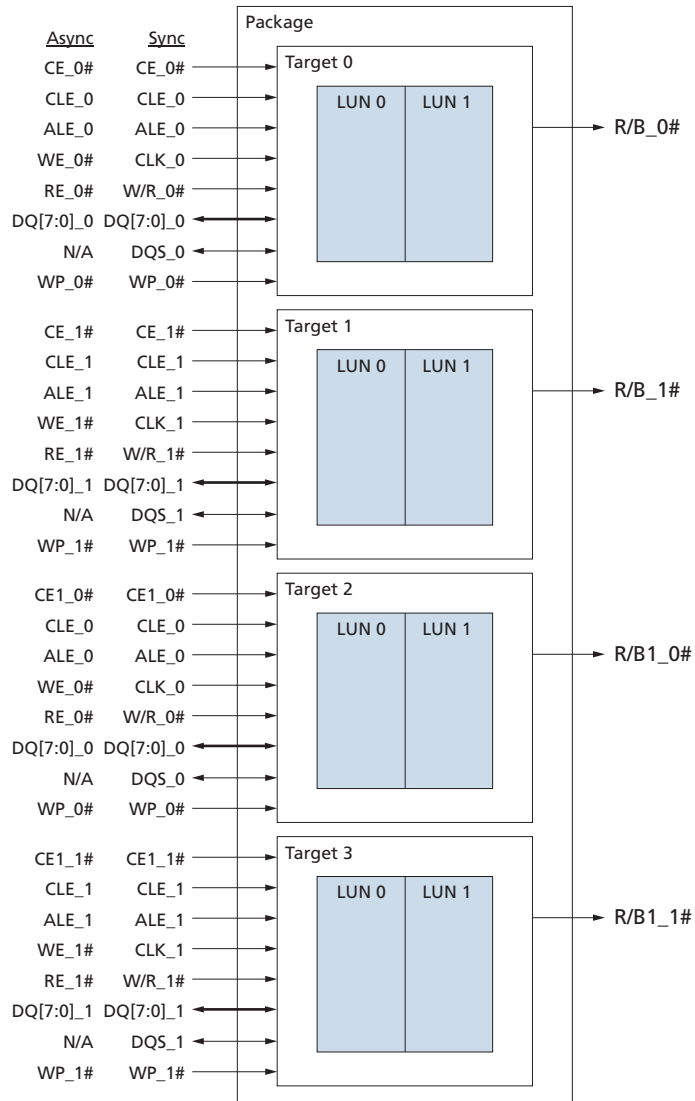 Package
Async Sync
Target 0
CE_0# CE_0#
CLE_0 CLE_0
LUN 0 LUN 1
ALE_0 ALE_0
R/B_0#
WE_0# CLK_0
RE_0# W/R_0#
DQ[7:0]_0 DQ[7:0]_0
N/A DQS_0
WP_0# WP_0#
Target 1
CE_1# CE_1#
CLE_1 CLE_1
LUN 0 LUN 1
ALE_1 ALE_1
R/B_1#
WE_1# CLK_1
RE_1# W/R_1#
DQ[7:0]_1 DQ[7:0]_1
N/A DQS_1
WP_1# WP_1#
Target 2
CE1_0# CE1_0#
CLE_0 CLE_0
LUN 0 LUN 1
ALE_0 ALE_0
R/B1_0#
WE_0# CLK_0
RE_0# W/R_0#
DQ[7:0]_0 DQ[7:0]_0
N/A DQS_0
WP_0# WP_0#
Target 3
CE1_1# CE1_1#
CLE_1 CLE_1
LUN 0 LUN 1
ALE_1 ALE_1
R/B1_1#
WE_1# CLK_1
RE_1# W/R_1#
DQ[7:0]_1 DQ[7:0]_1
N/A DQS_1
WP_1# WP_1#